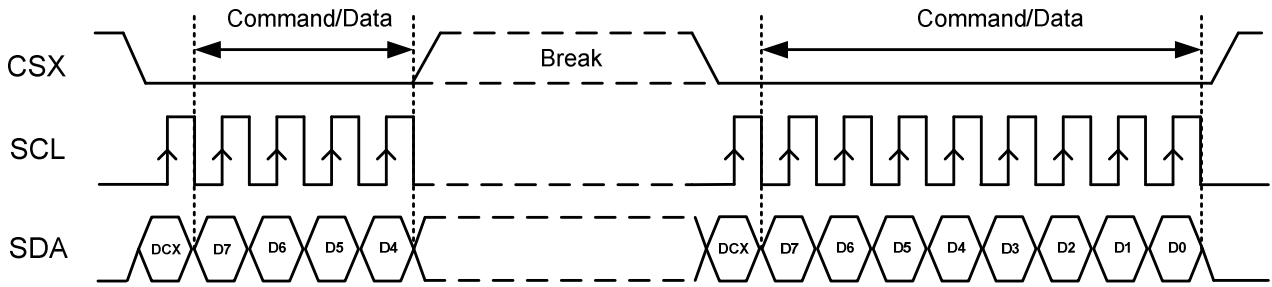 Command/Data Command/Data
CSX Break
SCL
SDA DCX D7 D6 D5 D4 DCX D7 D6 D5 D4 D3 D2 D1 D0